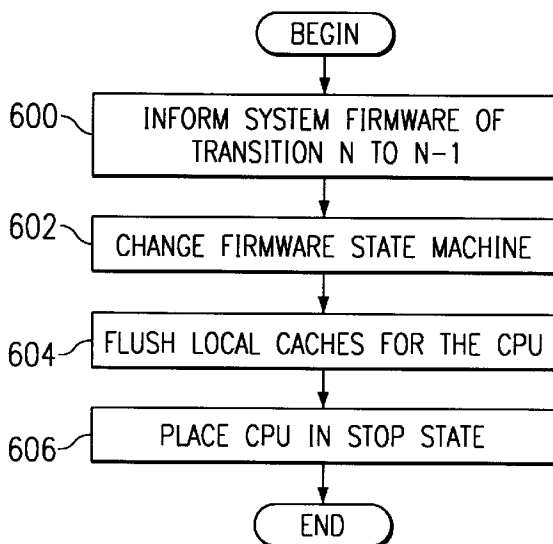 BEGIN
600
INFORM SYSTEM FIRMWARE OF
TRANSITION N TO N-1
602
CHANGE FIRMWARE STATE MACHINE
604
FLUSH LOCAL CACHES FOR THE CPU
606
PLACE CPU IN STOP STATE
END